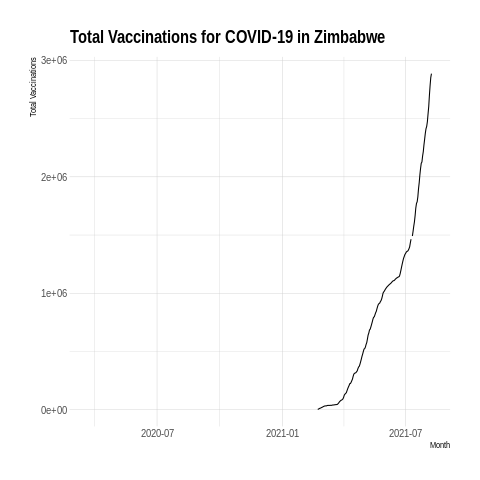 Total Vaccinations for COVID-19 in Zimbabwe
Total Vaccinations
3e+06
2e+06
1e+06
0e+00
2020-07 2021-01 2021-07
Month